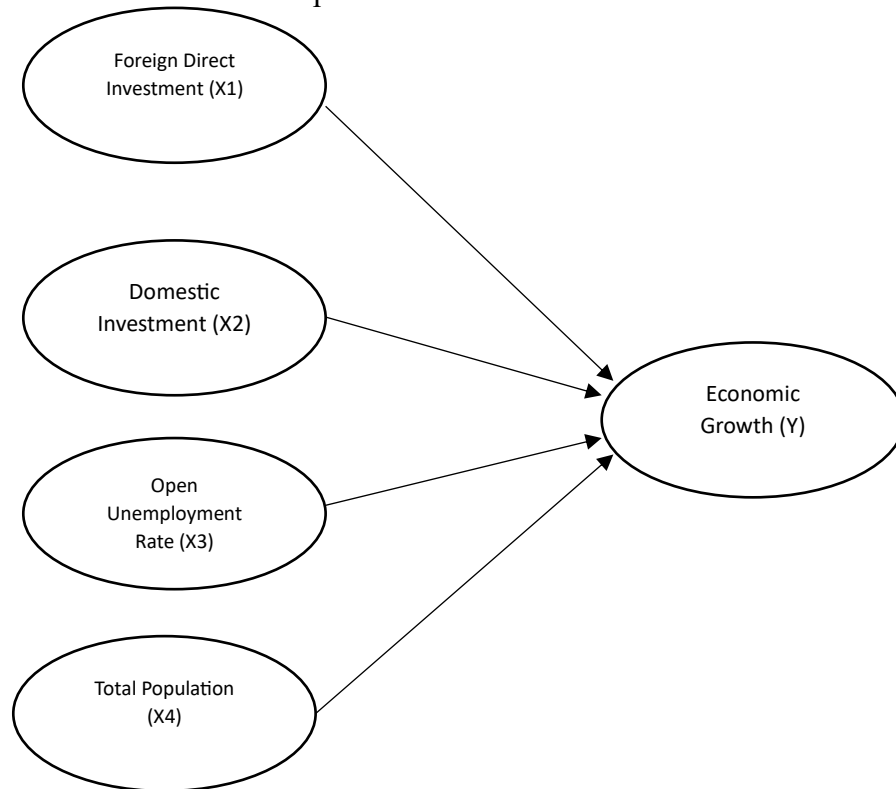 Foreign Direct
Investment (X1)
Domestic
Investment (X2)
Economic
Growth (Y)
Open
Unemployment
Rate (X3)
Total Population
(X4)